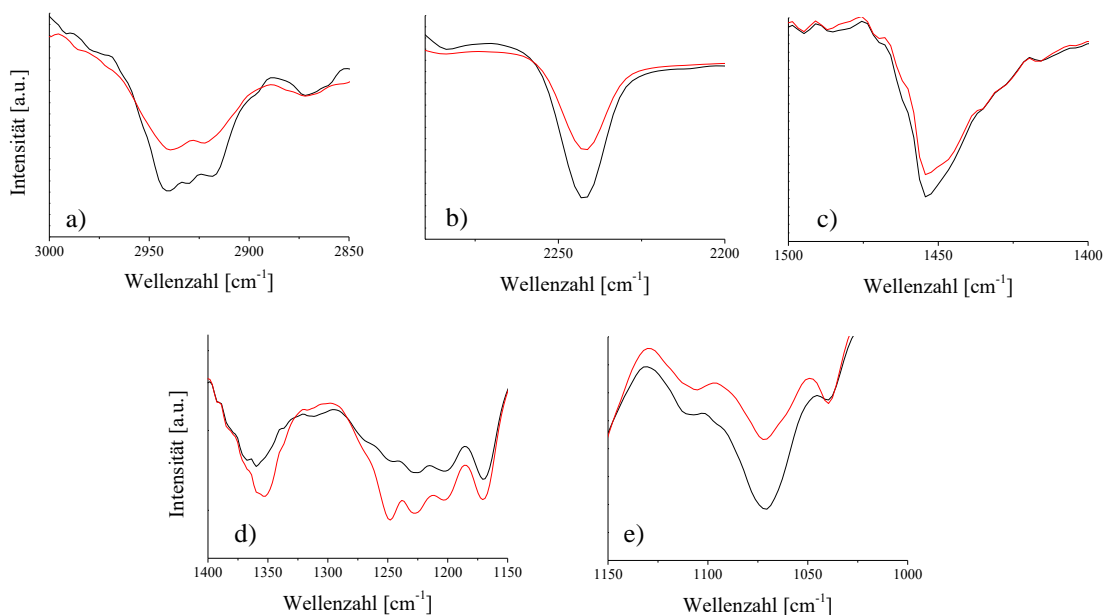 Intensität [a.u.]
a)
3000 2950 2900 2850
Wellenzahl [cm-1]
b)
2250 2200
Wellenzahl [cm-1]
c)
1500 1450 1400
Wellenzahl [cm-1]
Intensität [a.u.]
d)
1400 1350 1300 1250 1200 1150
Wellenzahl [cm-1]
e)
1150 1100 1050 1000
Wellenzahl [cm-1]